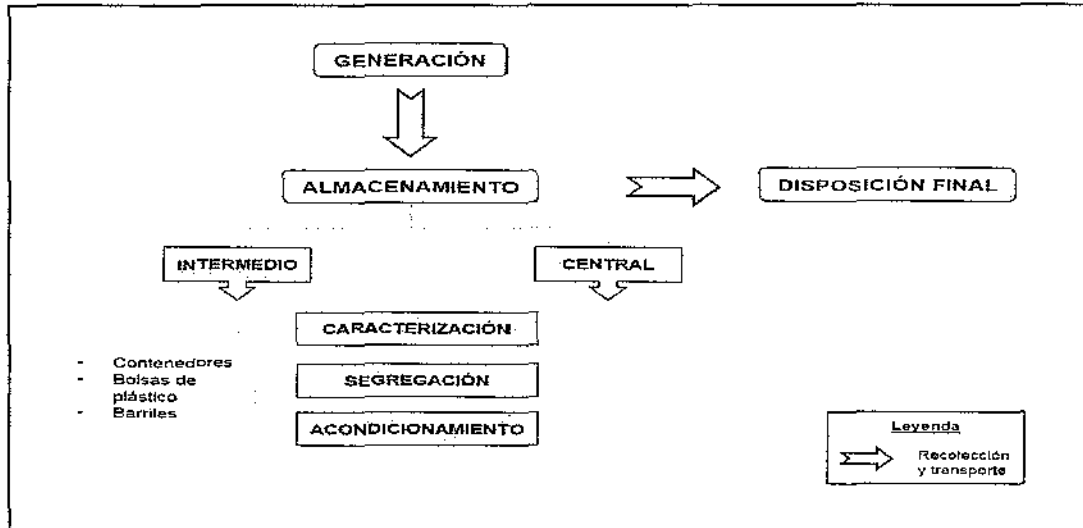 GENERACIÓN
ALMACENAMIENTO
DISPOSICIÓN FINAL
INTERMEDIO
CENTRAL
CARACTERIZACIÓN
- Contenedores
- Bolsas de
plástico
- Barriles
SEGREGACIÓN
ACONDICIONAMIENTO
Leyenda
Recolección
y transporte